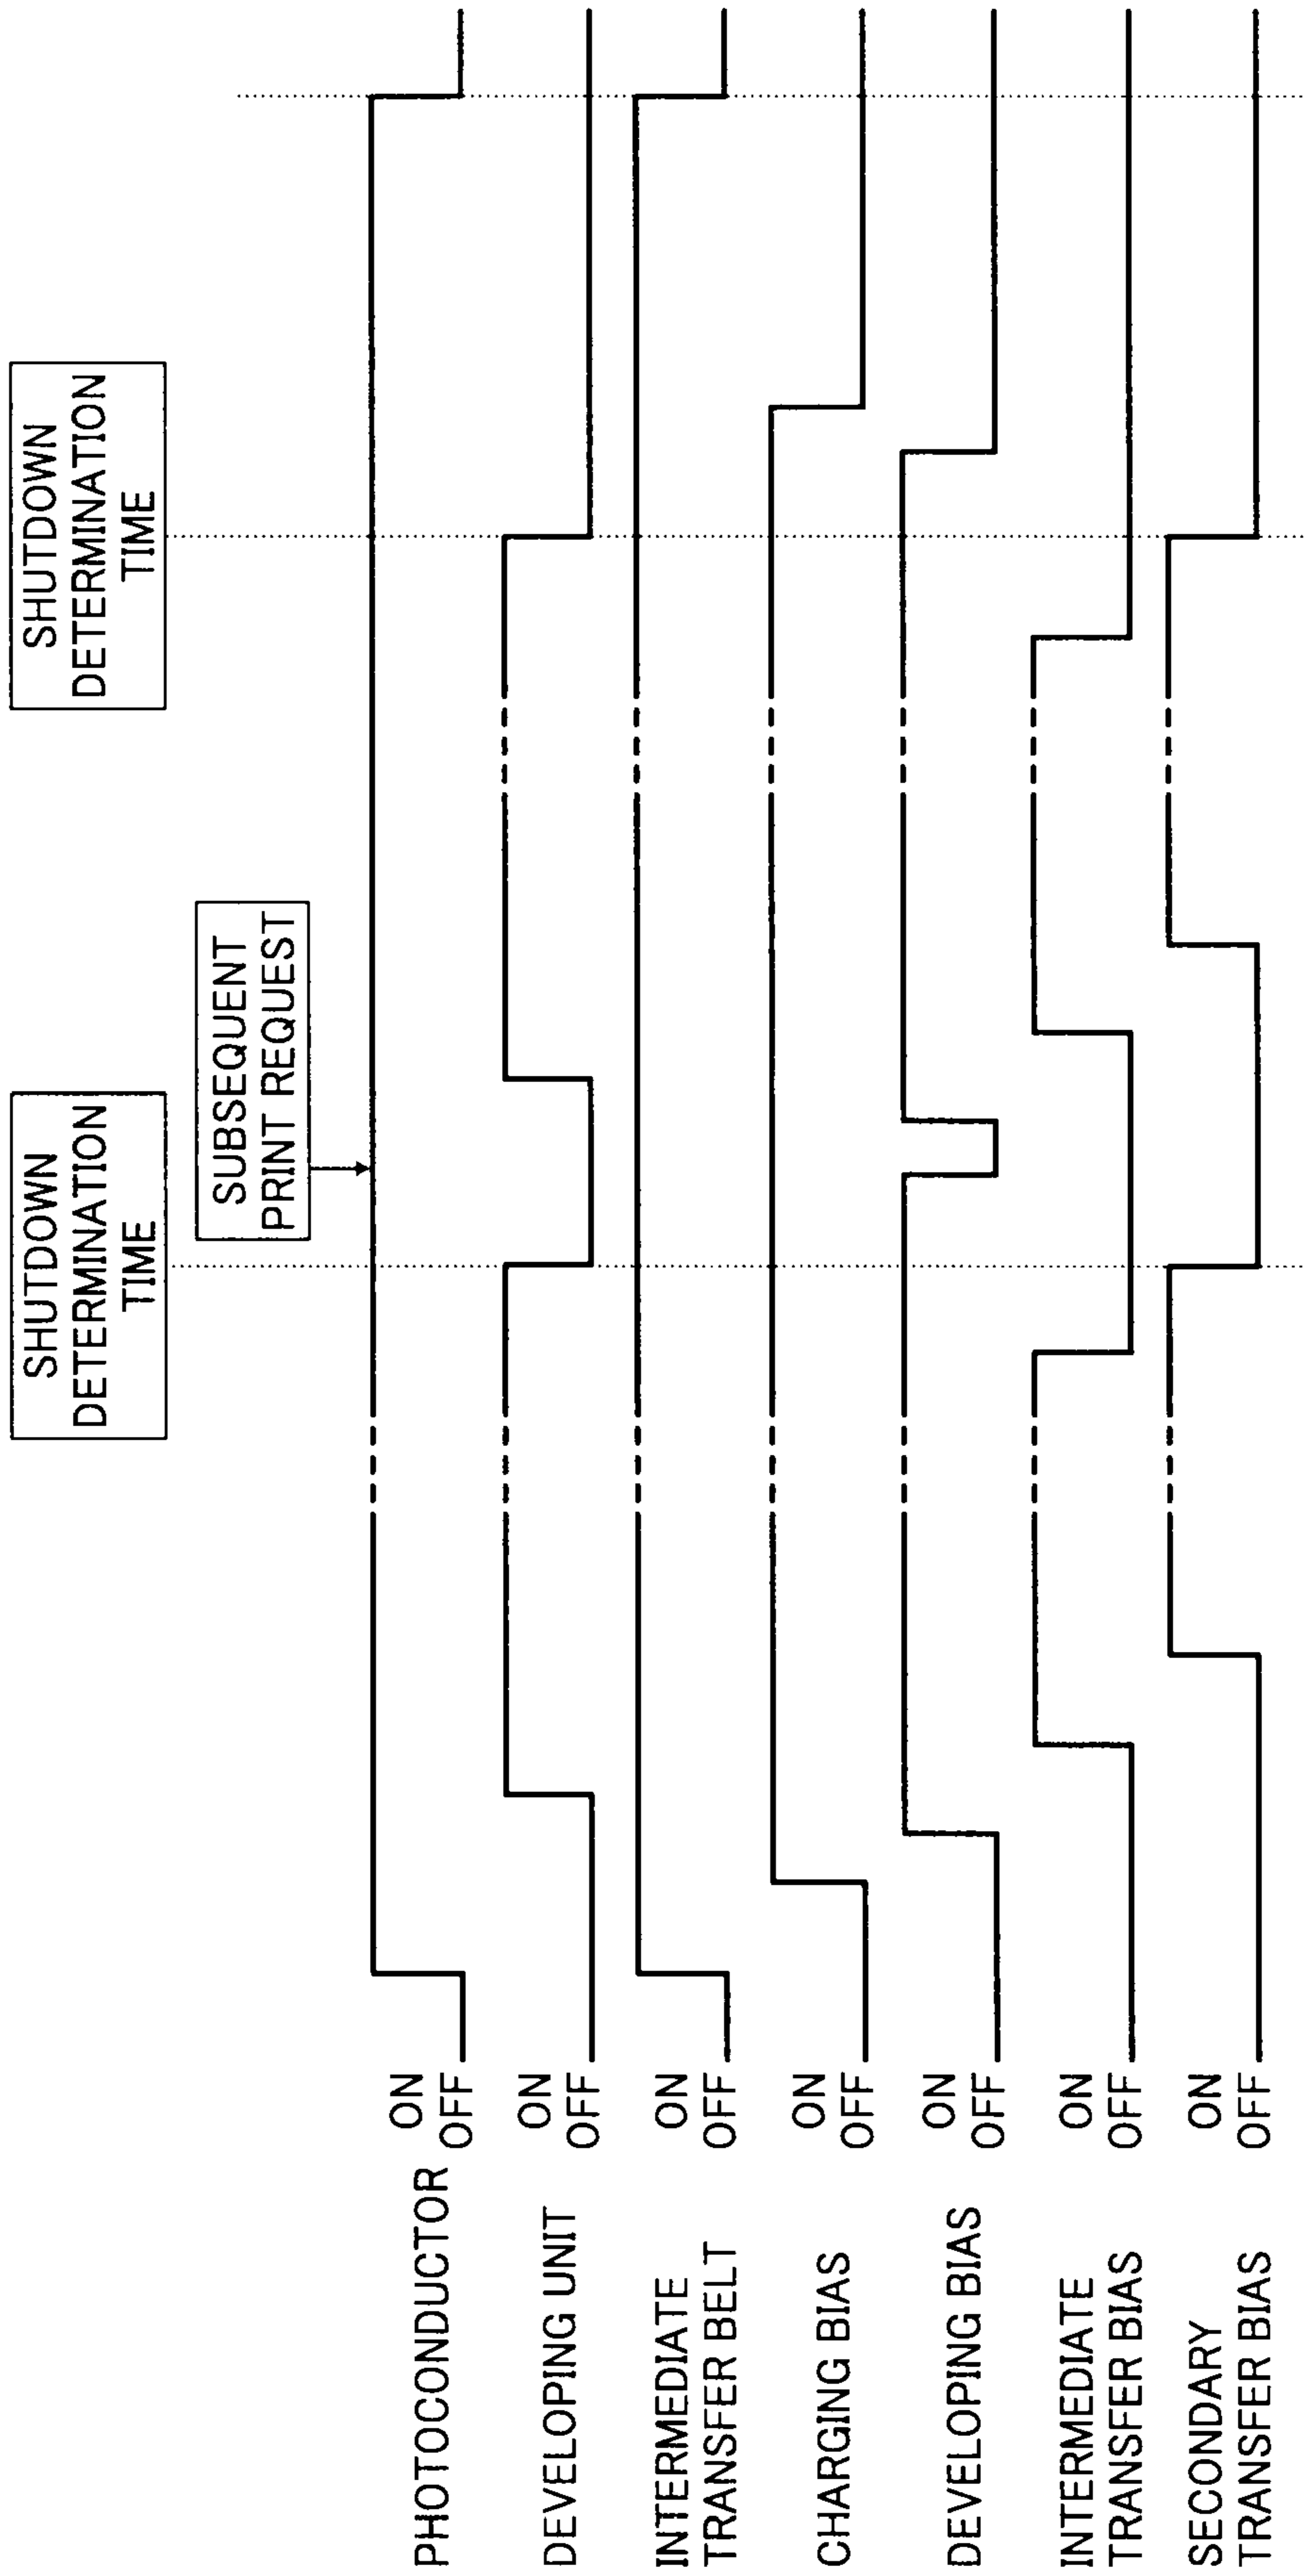 SHUTDOWN
DETERMINATION
TIME
SHUTDOWN
DETERMINATION
TIME
SUBSEQUENT
PRINT REQUEST
PHOTOCONDUCTOR
ON
OFF
DEVELOPING UNIT
ON
OFF
INTERMEDIATE
TRANSFER BELT
ON
OFF
CHARGING BIAS
ON
OFF
DEVELOPING BIAS
ON
OFF
INTERMEDIATE
TRANSFER BIAS
ON
OFF
SECONDARY
TRANSFER BIAS
ON
OFF